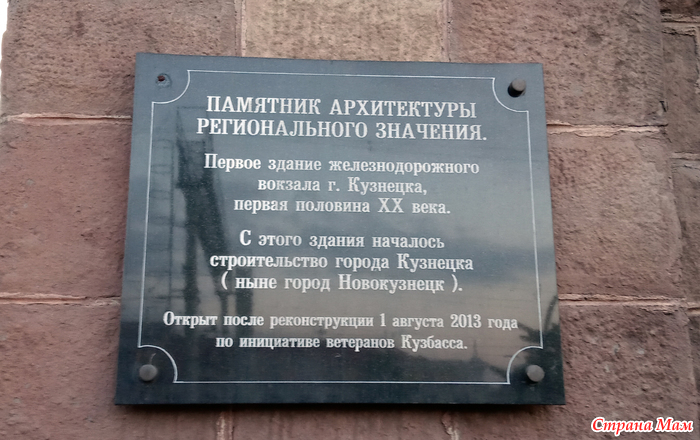 ПАМЯТНИК АРХИТЕКТУРЫ
РЕГИОНАЛЬНОГО ЗНАЧЕНИЯ.
Первое здание железнодорожного
вокзала г. Кузнецка,
первая половина XX века.
С этого здания началось
строительство города Кузнецка
( ныне город Новокузнецк ).
Открыт после реконструкции 1 августа 2013 года
по инициативе ветеранов Кузбасса.
Страна Мам